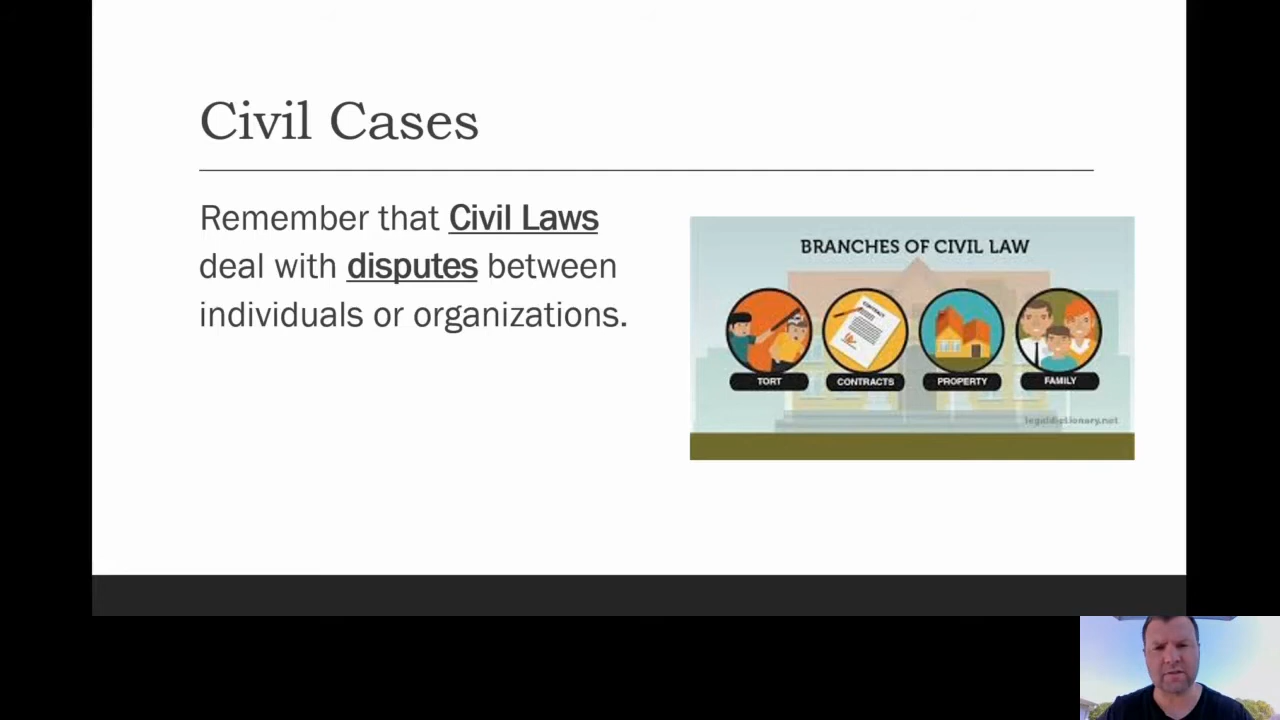 Civil Cases
Remember that Civil Laws
deal with disputes between
individuals or organizations.
BRANCHES OF CIVIL LAW
CONTRACT
TORT
CONTRACTS
PROPERTY
FAMILY
legaldictionary.net